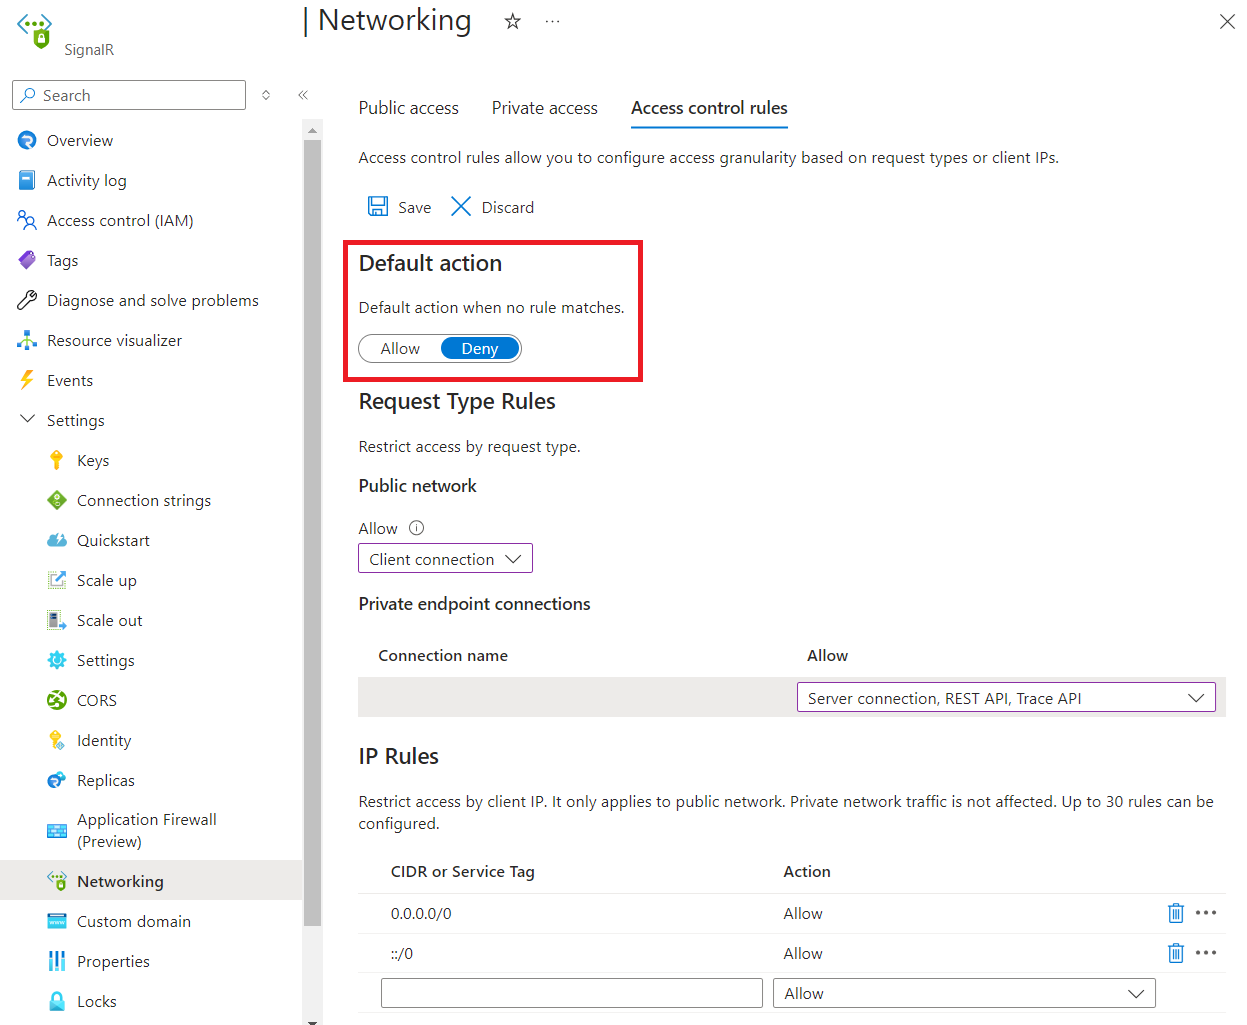 | Networking
SignalR
Search
Overview
Activity log
Access control (IAM)
Tags
Diagnose and solve problems
Resource visualizer
Events
Settings
Keys
Connection strings
Quickstart
Scale up
Scale out
Settings
CORS
Identity
Replicas
Application Firewall
(Preview)
Networking
Custom domain
Properties
Locks
Public access Private access Access control rules
Access control rules allow you to configure access granularity based on request types or client IPs.
Save Discard
Default action
Default action when no rule matches.
Allow Deny
Request Type Rules
Restrict access by request type.
Public network
Allow
Client connection
Private endpoint connections
Connection name Allow
Server connection, REST API, Trace API
IP Rules
Restrict access by client IP. It only applies to public network. Private network traffic is not affected. Up to 30 rules can be
configured.
CIDR or Service Tag Action
0.0.0.0/0 Allow
::/0 Allow
Allow